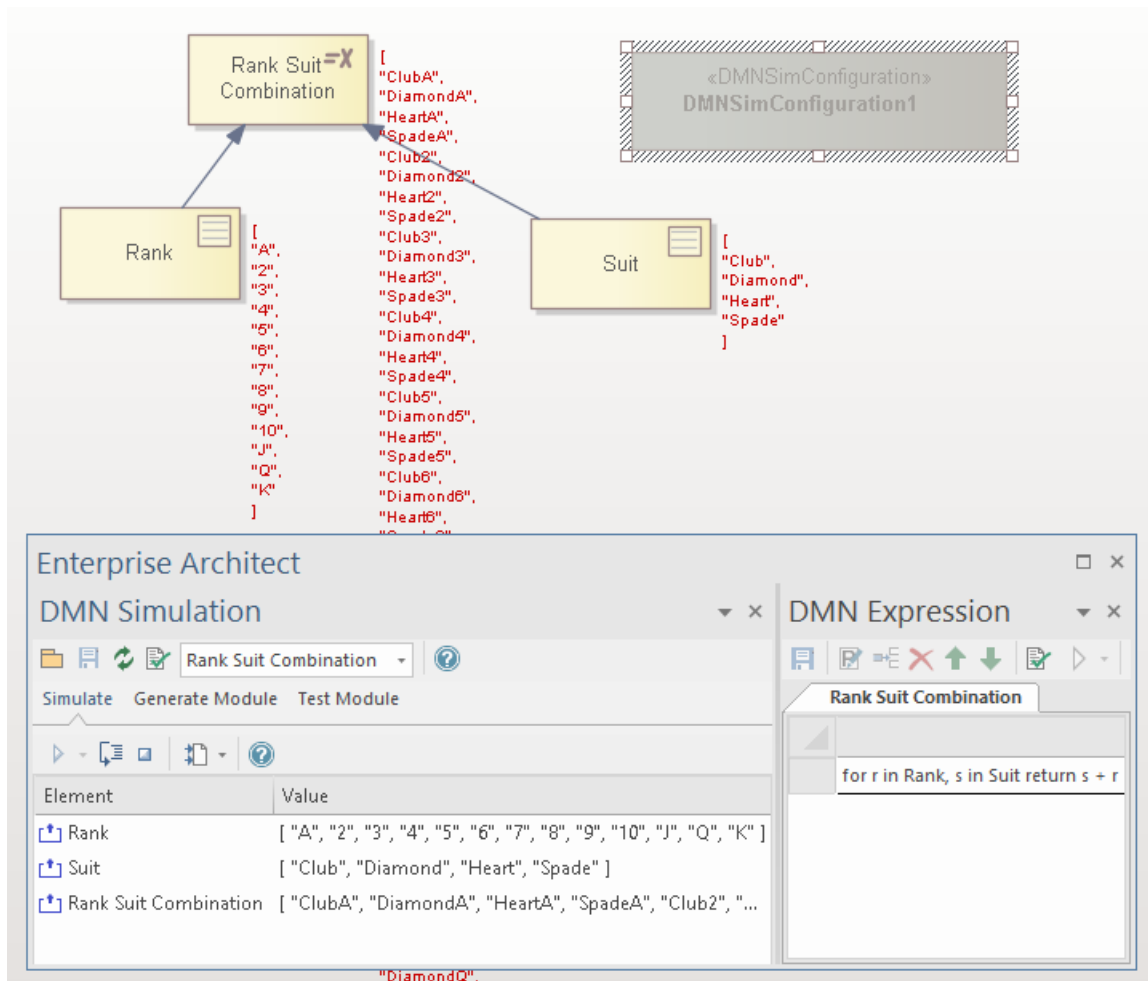 Rank Suit
Combination
=X
[
"ClubA",
"DiamondA",
"HeartA",
"SpadeA",
"Club2",
"Diamond2",
"Heart2",
"Spade2",
"Club3",
"Diamond3",
"Heart3",
"Spade3",
"Club4",
"Diamond4",
"Heart4",
"Spade4",
"Club5",
"Diamond5",
"Heart5",
"Spade5",
"Club6",
"Diamond6",
"Heart6",
«DMNSimConfiguration»
DMNSimConfiguration1
Rank
[
"A",
"2",
"3",
"4",
"5",
"6",
"7",
"8",
"9",
"10",
"J",
"Q",
"K"
]
Suit
[
"Club",
"Diamond",
"Heart",
"Spade"
]
Enterprise Architect
DMN Simulation
Rank Suit Combination
Simulate Generate Module Test Module
Element Value
Rank [ "A", "2", "3", "4", "5", "6", "7", "8", "9", "10", "J", "Q", "K" ]
Suit [ "Club", "Diamond", "Heart", "Spade" ]
Rank Suit Combination [ "ClubA", "DiamondA", "HeartA", "SpadeA", "Club2", "...
DMN Expression
Rank Suit Combination
for r in Rank, s in Suit return s + r
"DiamondQ",